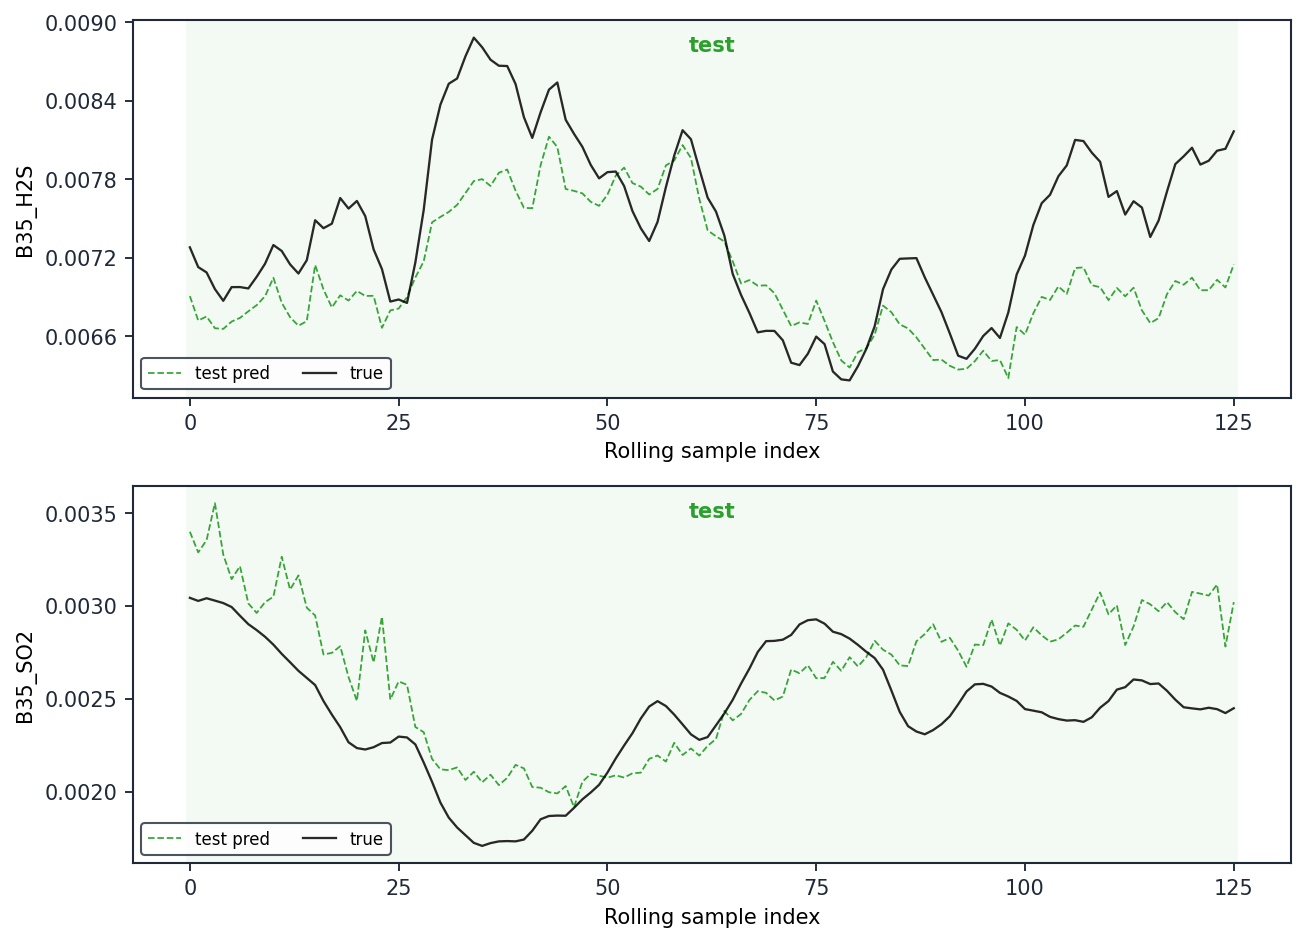 0.0090
0.0084
0.0078
0.0072
0.0066
B35_H2S
test
test pred
true
0
25
50
75
100
125
Rolling sample index
0.0035
0.0030
0.0025
0.0020
B35_SO2
test
test pred
true
0
25
50
75
100
125
Rolling sample index